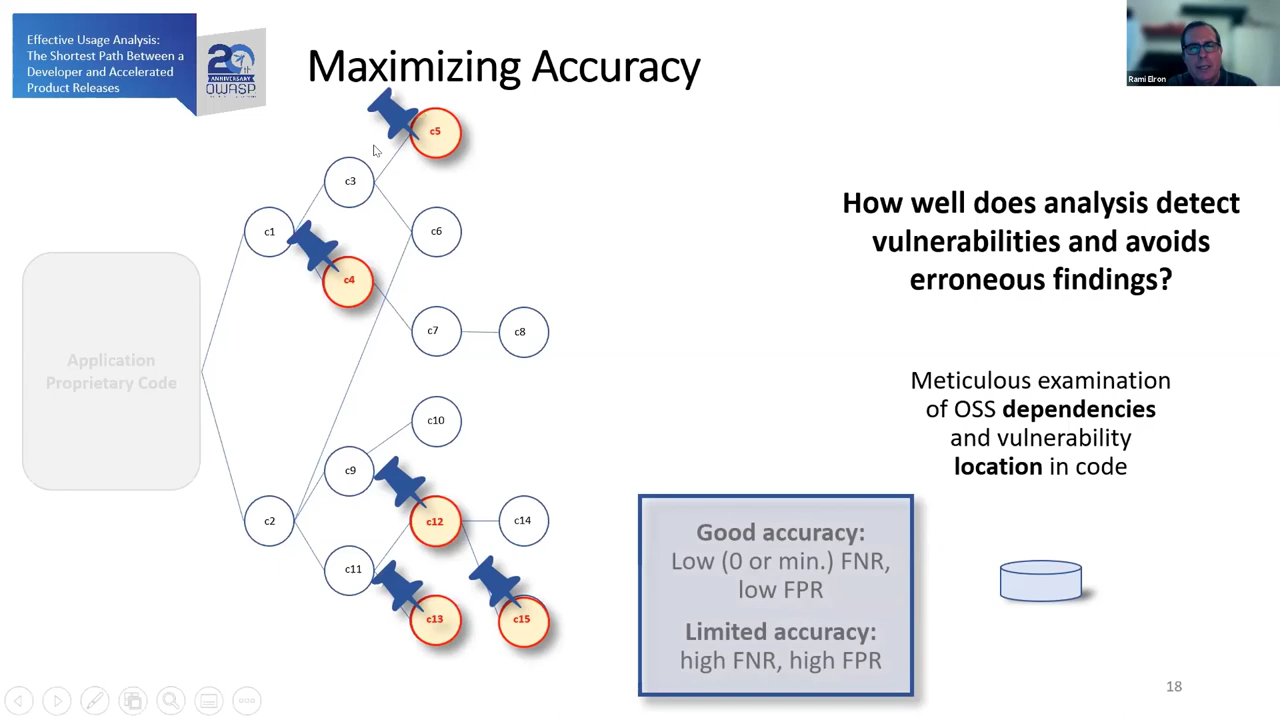 Effective Usage Analysis:
The Shortest Path Between a
Developer and Accelerated
Product Releases
20th
ANNIVERSARY
OWASP
Maximizing Accuracy
Rami Elron
c5
c3
c1
c6
c4
c7
c8
Application
Proprietary Code
c10
c9
c2
c12
c14
c11
c13
c15
How well does analysis detect
vulnerabilities and avoids
erroneous findings?
Meticulous examination
of OSS dependencies
and vulnerability
location in code
Good accuracy:
Low (0 or min.) FNR,
low FPR
Limited accuracy:
high FNR, high FPR
18